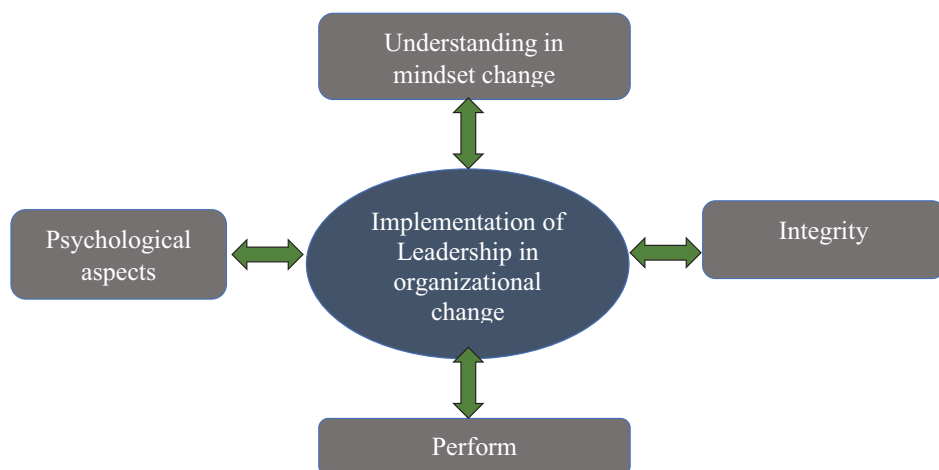 Understanding in
mindset change
Psychological
aspects
Implementation of
Leadership in
organizational
change
Integrity
Perform